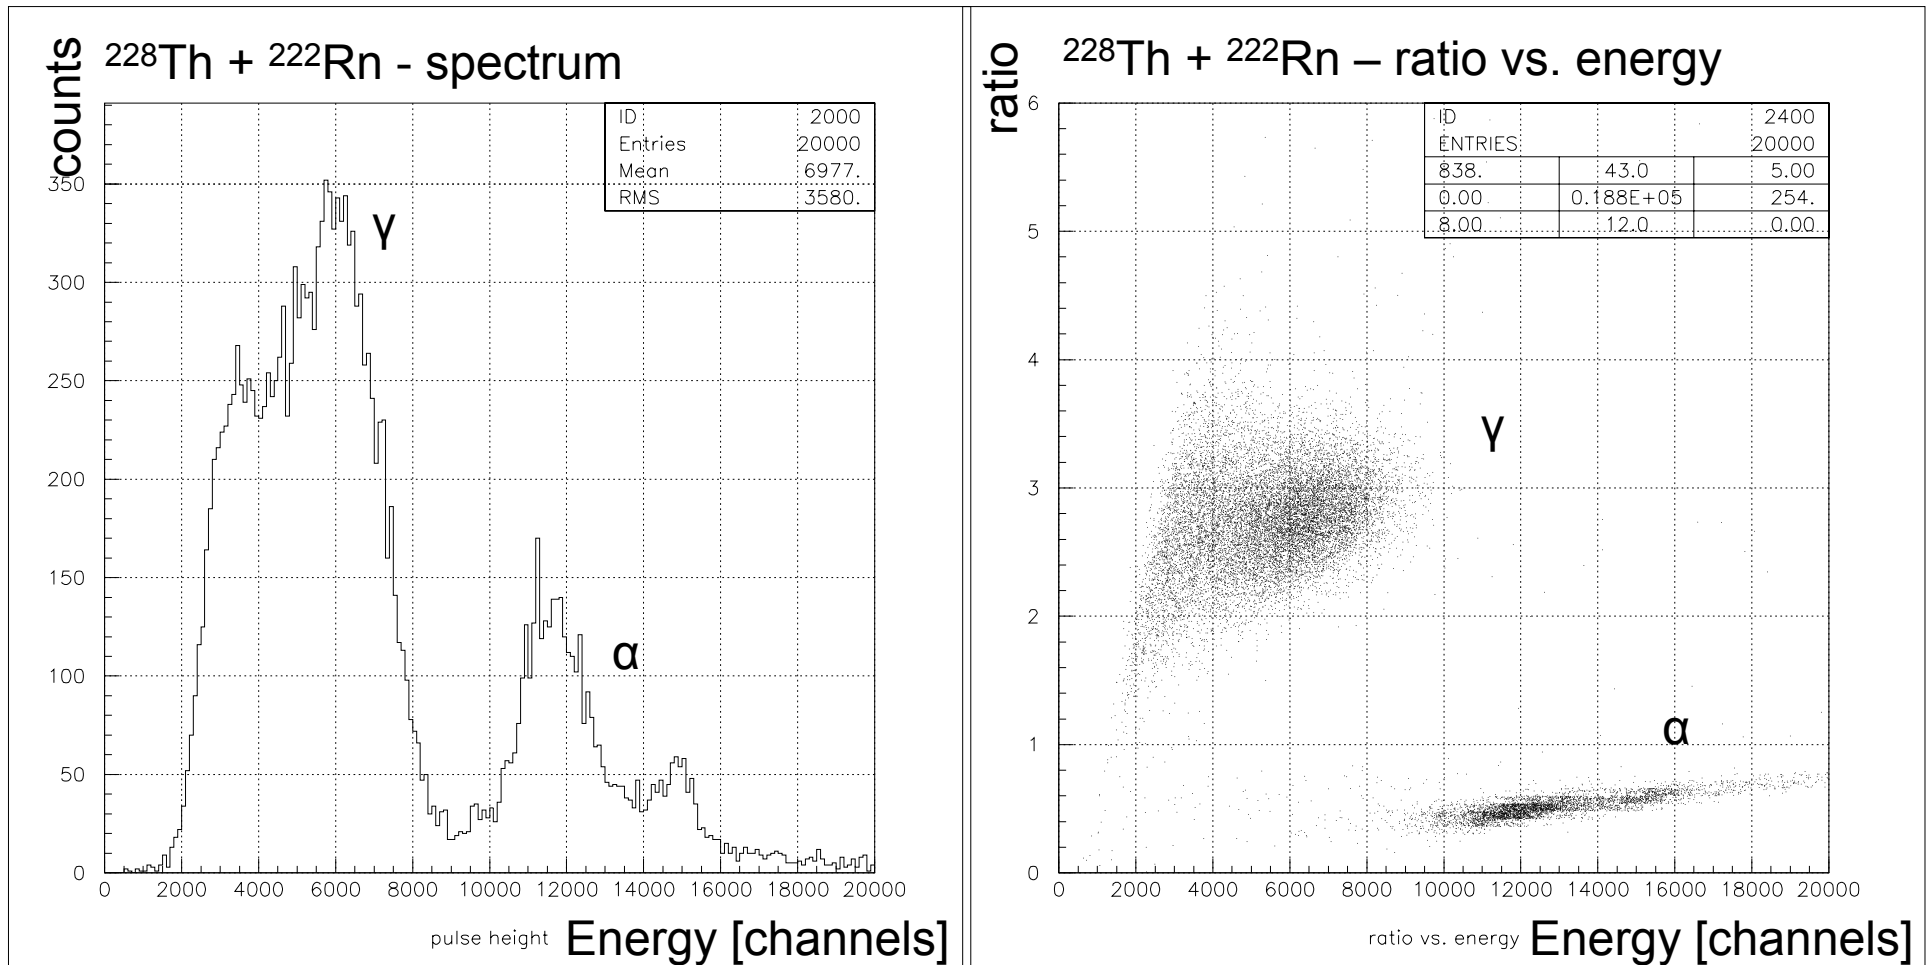 ²²⁸Th + ²²²Rn - spectrum
counts
ID 2000
Entries 20000
Mean 6977.
RMS 3580.
350
300
250
200
150
100
50
0
γ
α
0 2000 4000 6000 8000 10000 12000 14000 16000 18000 20000
pulse height Energy [channels]
²²⁸Th + ²²²Rn – ratio vs. energy
ratio
ID 2400
ENTRIES 20000
838. 43.0 5.00
0.00 0.188E+05 254.
8.00 12.0 0.00
6
5
4
3
2
1
0
γ
α
0 2000 4000 6000 8000 10000 12000 14000 16000 18000 20000
ratio vs. energy Energy [channels]